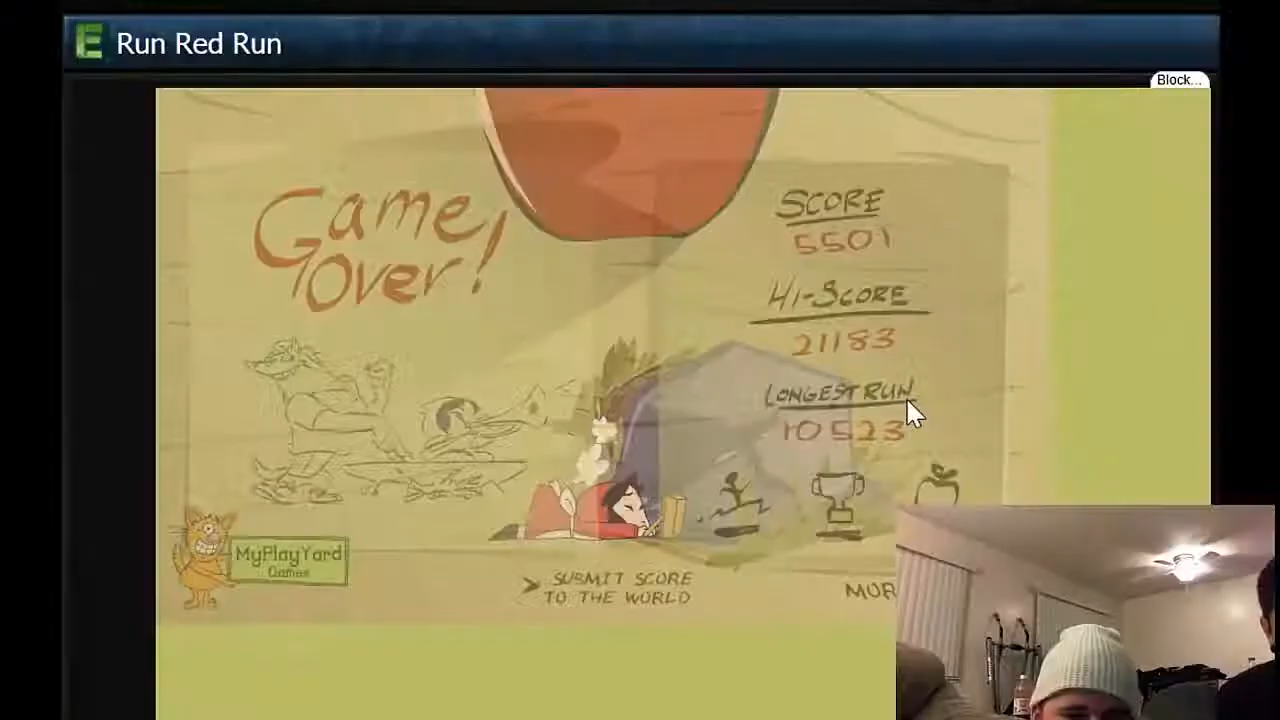 Run Red Run
Block...
Game
Over!
SCORE
5501
HI-SCORE
21183
LONGEST RUN
10523
MyPlayYard
Games
> SUBMIT SCORE
TO THE WORLD
MOR